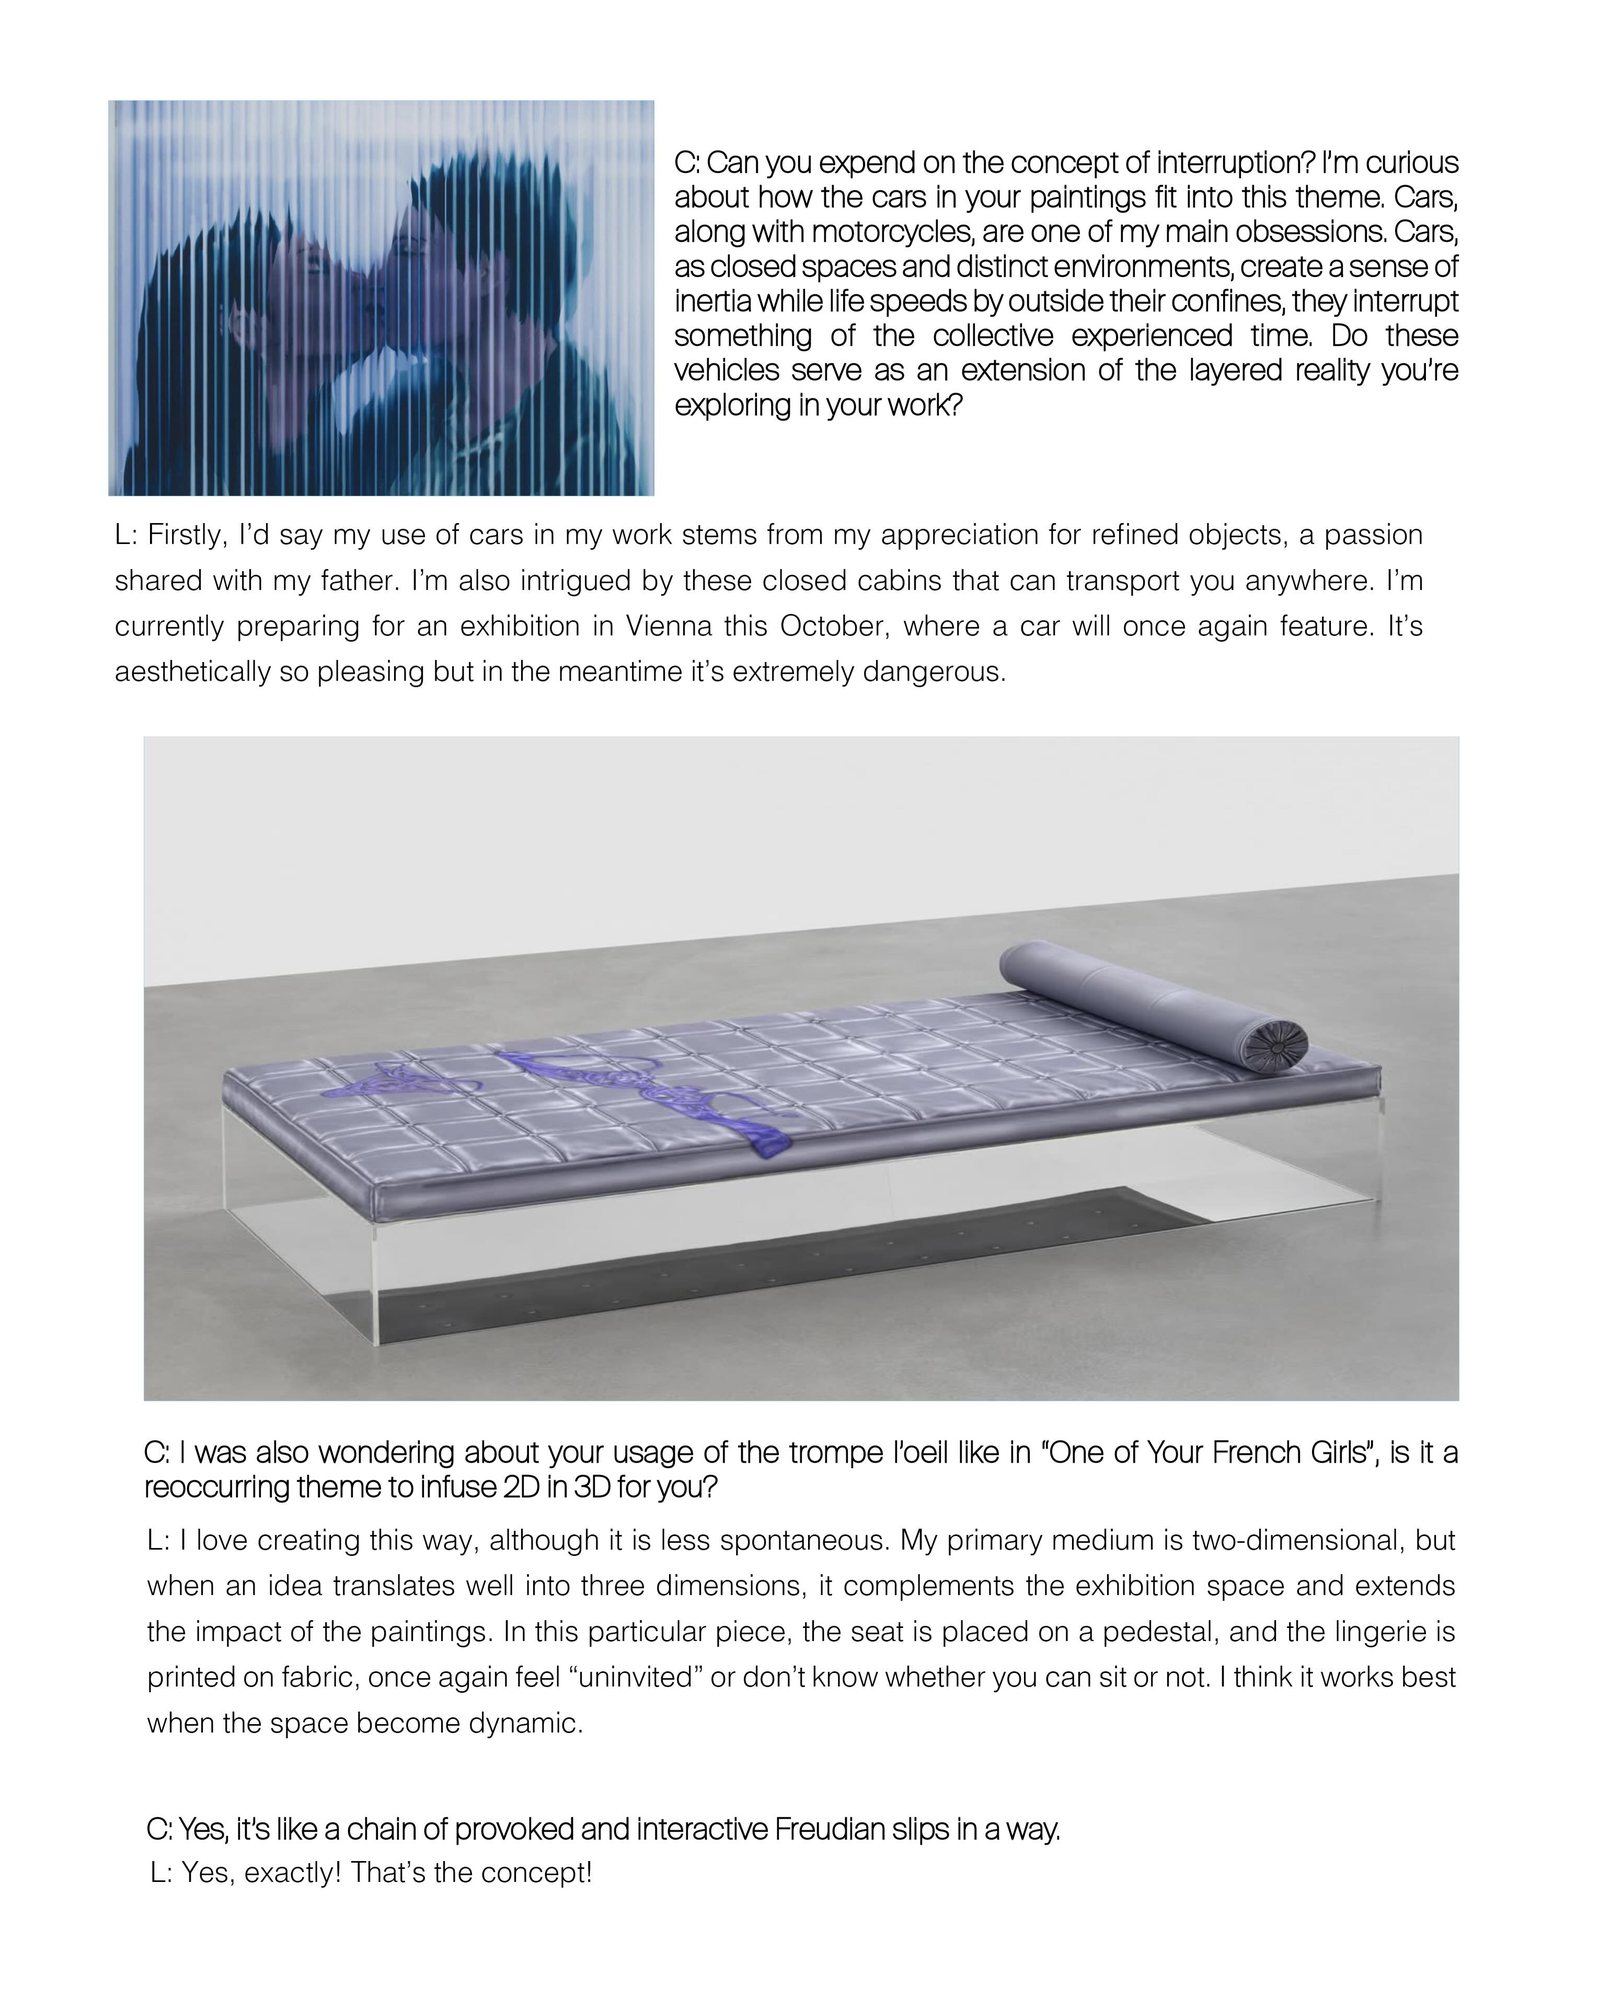 C: Can you expend on the concept of interruption? I'm curious
about how the cars in your paintings fit into this theme. Cars,
along with motorcycles, are one of my main obsessions. Cars,
as closed spaces and distinct environments, create a sense of
inertia while life speeds by outside their confines, they interrupt
something of the collective experienced time. Do these
vehicles serve as an extension of the layered reality you're
exploring in your work?
L: Firstly, I’d say my use of cars in my work stems from my appreciation for refined objects, a passion
shared with my father. I’m also intrigued by these closed cabins that can transport you anywhere. I’m
currently preparing for an exhibition in Vienna this October, where a car will once again feature. It’s
aesthetically so pleasing but in the meantime it’s extremely dangerous.
C: I was also wondering about your usage of the trompe l'oeil like in "One of Your French Girls", is it a
reoccurring theme to infuse 2D in 3D for you?
L: I love creating this way, although it is less spontaneous. My primary medium is two-dimensional, but
when an idea translates well into three dimensions, it complements the exhibition space and extends
the impact of the paintings. In this particular piece, the seat is placed on a pedestal, and the lingerie is
printed on fabric, once again feel “uninvited” or don’t know whether you can sit or not. I think it works best
when the space become dynamic.
C: Yes, it's like a chain of provoked and interactive Freudian slips in a way.
L: Yes, exactly! That’s the concept!